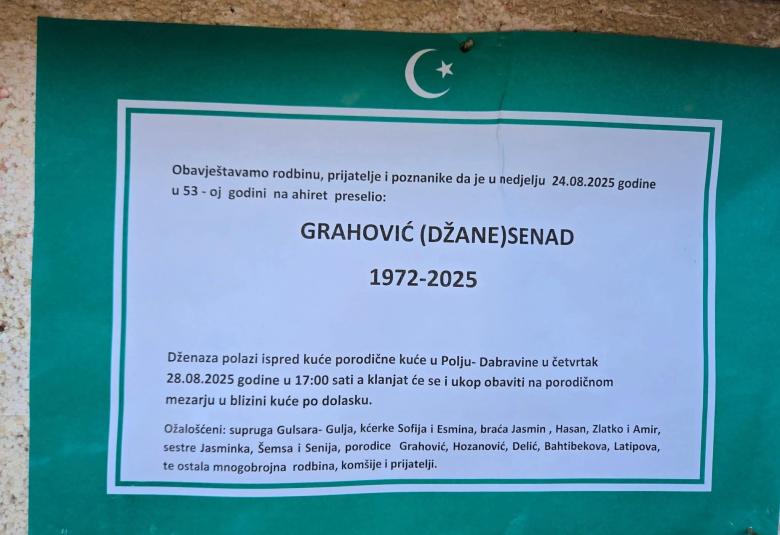 Obavještavamo rodbinu, prijatelje i poznanike da je u nedjelju 24.08.2025 godine
u 53 - oj godini na ahiret preselio:
GRAHOVIĆ (DŽANE)SENAD
1972-2025
Dženaza polazi ispred kuće porodične kuće u Polju- Dabravine u četvrtak
28.08.2025 godine u 17:00 sati a klanjat će se i ukop obaviti na porodičnom
mezarju u blizini kuće po dolasku.
Ožalošćeni: supruga Gulsara- Gulja, kćerke Sofija i Esmina, braća Jasmin , Hasan, Zlatko i Amir,
sestre Jasminka, Šemsa i Senija, porodice Grahović, Hozanović, Delić, Bahtibekova, Latipova,
te ostala mnogobrojna rodbina, komšije i prijatelji.